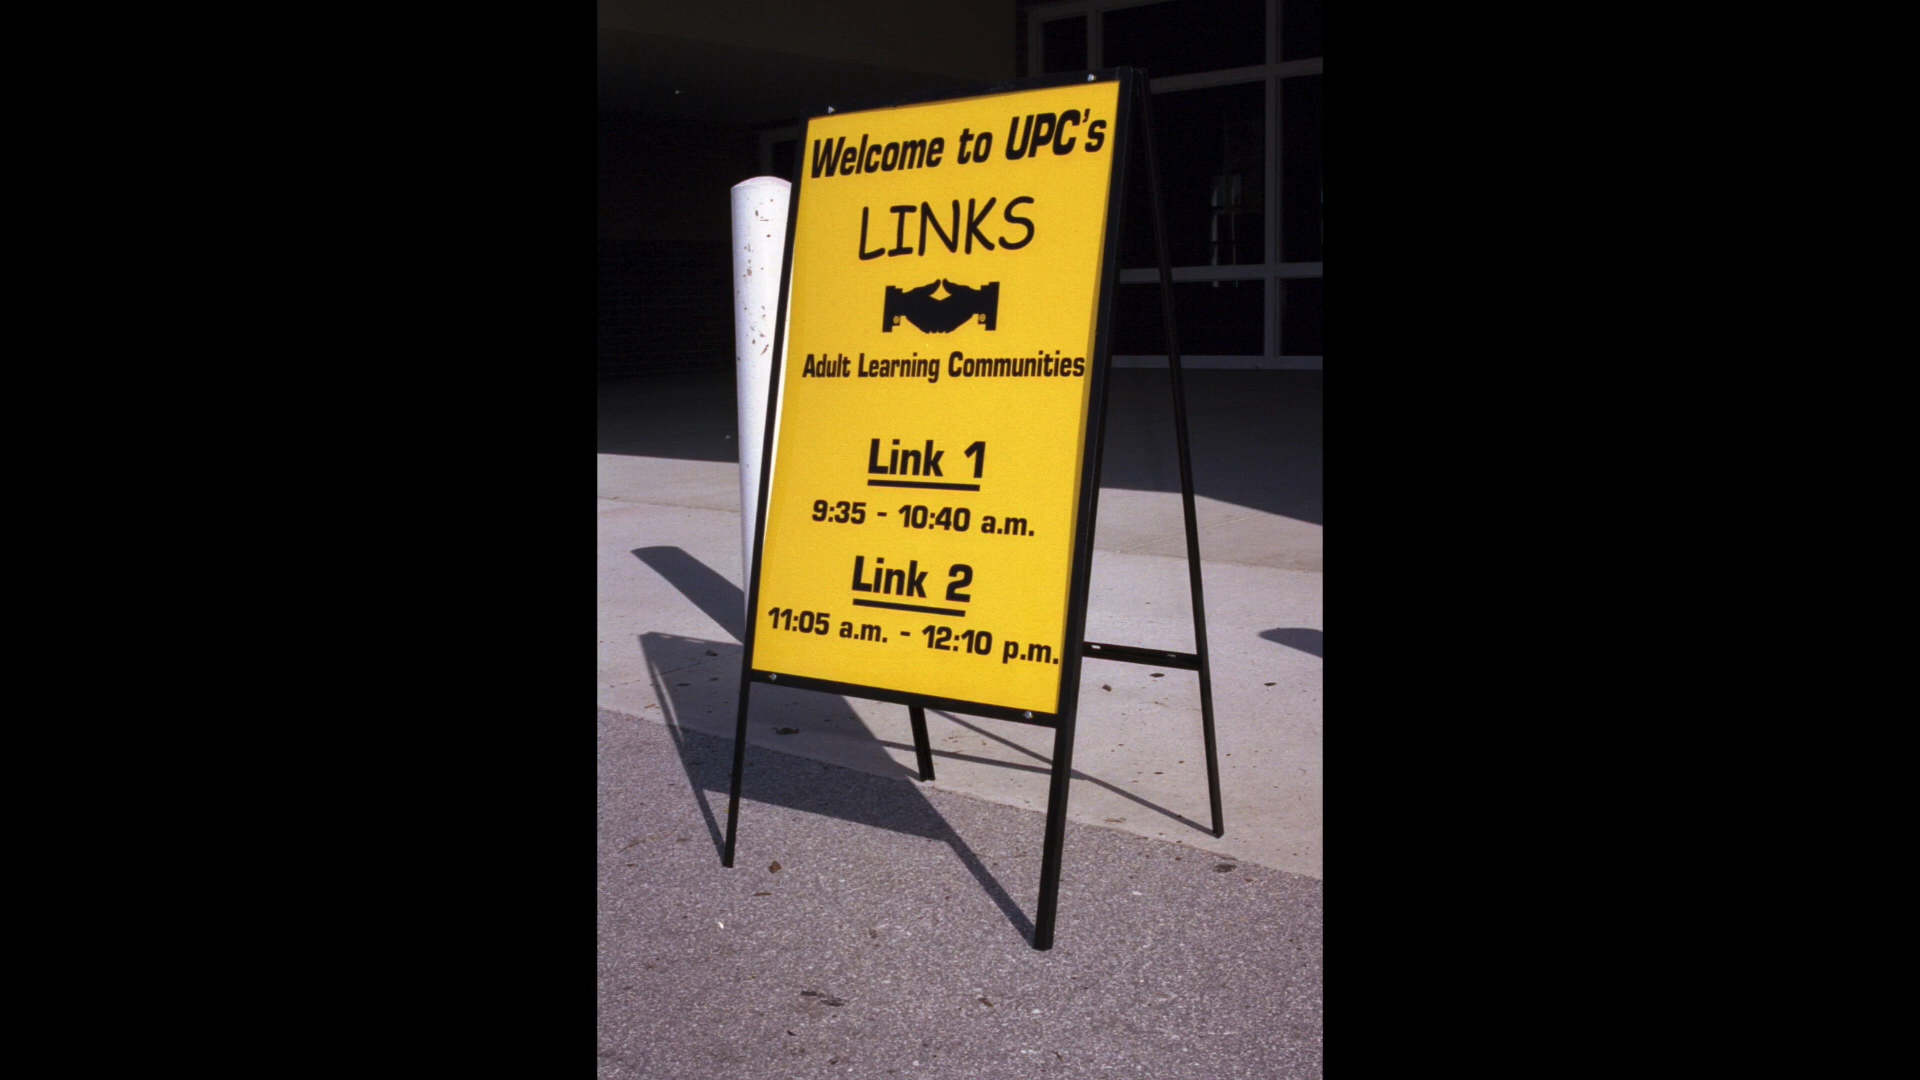 Welcome to UPC's
LINKS
Adult Learning Communities
Link 1
9:35 - 10:40 a.m.
Link 2
11:05 a.m. - 12:10 p.m.